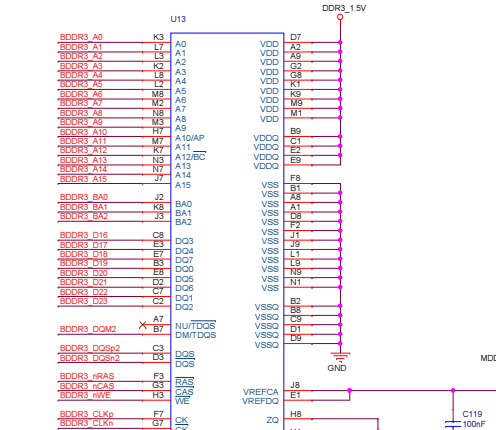 DDR3_1.5V
U13
BDDR3_A0 K3 A0 VDD D7
BDDR3_A1 L7 A1 VDD A2
BDDR3_A2 L3 A2 VDD A9
BDDR3_A3 K2 A3 VDD G2
BDDR3_A4 L8 A4 VDD G8
BDDR3_A5 L2 A5 VDD K1
BDDR3_A6 M8 A6 VDD K9
BDDR3_A7 M2 A7 VDD M9
BDDR3_A8 N8 A8 VDD M1
BDDR3_A9 M3 A9
BDDR3_A10 H7 A10/AP VDDQ B9
BDDR3_A11 M7 A11 VDDQ C1
BDDR3_A12 K7 A12/BC VDDQ E2
BDDR3_A13 N3 A13 VDDQ E9
BDDR3_A14 N7 A14
BDDR3_A15 J7 A15 VSS F8
VSS B1
BDDR3_BA0 J2 BA0 VSS A8
BDDR3_BA1 K8 BA1 VSS A1
BDDR3_BA2 J3 BA2 VSS D8
VSS F2
BDDR3_D16 C8 DQ3 VSS J1
BDDR3_D17 E3 DQ4 VSS J9
BDDR3_D18 E7 DQ7 VSS L1
BDDR3_D19 B3 DQ0 VSS L9
BDDR3_D20 E8 DQ5 VSS N9
BDDR3_D21 D2 DQ6 VSS N1
BDDR3_D22 C7 DQ1
BDDR3_D23 C2 DQ2 VSSQ B2
VSSQ B8
A7 NU/TDQS VSSQ C9
BDDR3_DQM2 B7 DM/TDQS VSSQ D1
VSSQ D9
BDDR3_DQSp2 C3 DQS
BDDR3_DQSn2 D3 DQS
GND
MDD
BDDR3_nRAS F3 RAS
BDDR3_nCAS G3 CAS VREFCA J8
BDDR3_nWE H3 WE VREFDQ E1
BDDR3_CLKp F7 CK ZQ H8
C119
BDDR3_CLKn G7 CK
100nF